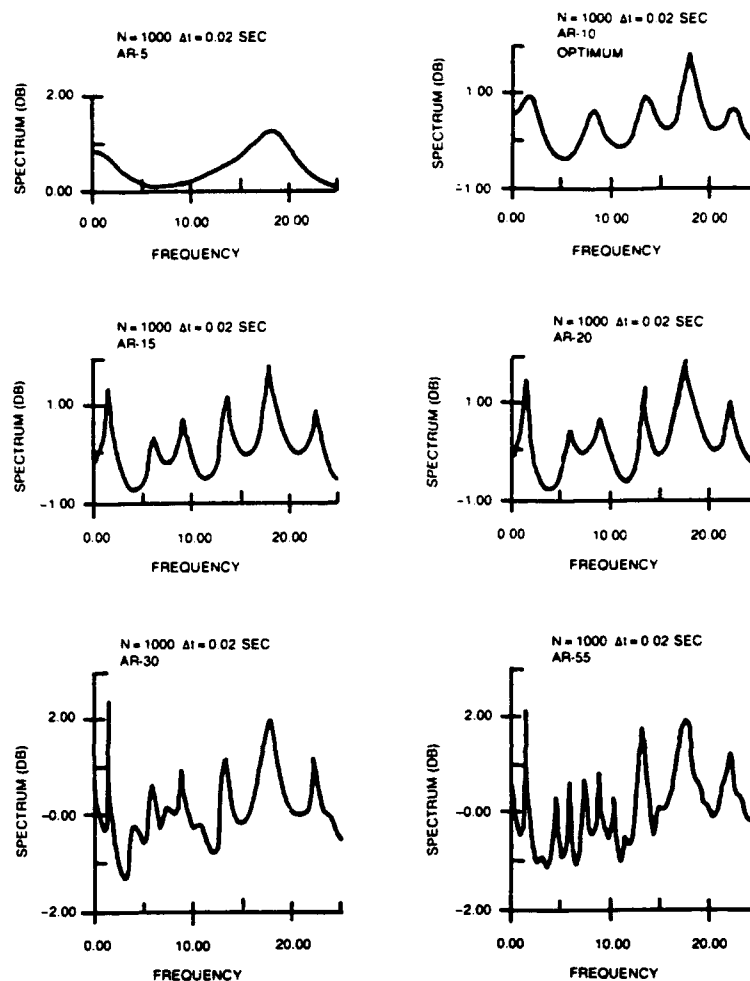 N = 1000 Δt = 0.02 SEC
AR-5
SPECTRUM (DB)
2.00
0.00
0.00 10.00 20.00
FREQUENCY
N = 1000 Δt = 0.02 SEC
AR-10
OPTIMUM
SPECTRUM (DB)
1.00
-1.00
0.00 10.00 20.00
FREQUENCY
N = 1000 Δt = 0.02 SEC
AR-15
SPECTRUM (DB)
1.00
-1.00
0.00 10.00 20.00
FREQUENCY
N = 1000 Δt = 0.02 SEC
AR-20
SPECTRUM (DB)
1.00
-1.00
0.00 10.00 20.00
FREQUENCY
N = 1000 Δt = 0.02 SEC
AR-30
SPECTRUM (DB)
2.00
-0.00
-2.00
0.00 10.00 20.00
FREQUENCY
N = 1000 Δt = 0.02 SEC
AR-55
SPECTRUM (DB)
2.00
-0.00
-2.00
0.00 10.00 20.00
FREQUENCY